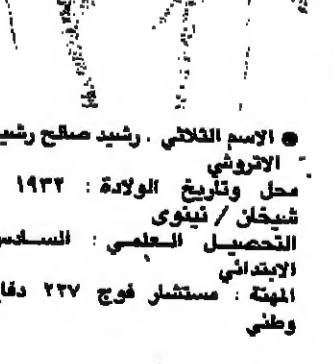 ● الاسم الثلاثي . رشيد صالح رشيد
الاتروشي
محل وتاريخ الولادة : ١٩٣٢
شيخان / نينوى
التحصيل العلمي : السادس
الابتدائي
المهنة : مستشار فوج ٢٢٧ دفاع
وطني